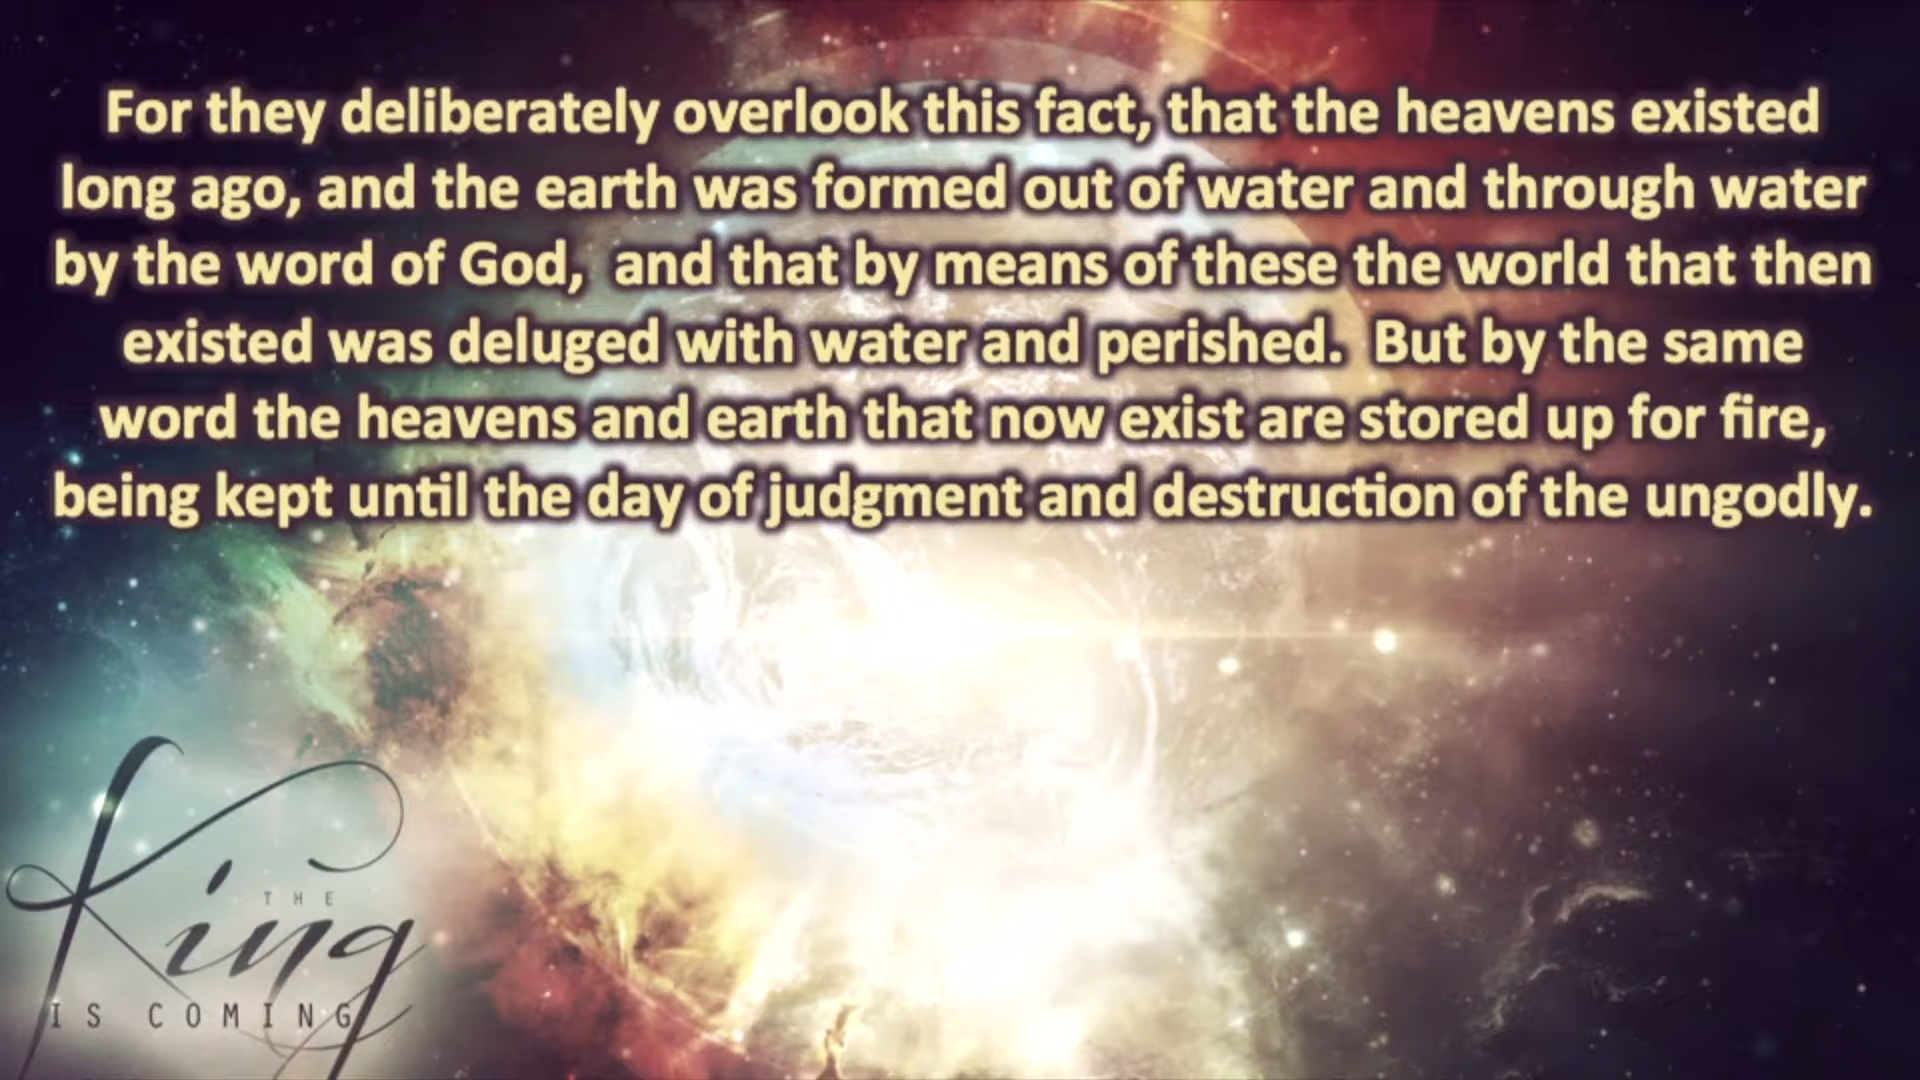 For they deliberately overlook this fact, that the heavens existed
long ago, and the earth was formed out of water and through water
by the word of God,  and that by means of these the world that then
existed was deluged with water and perished.  But by the same
word the heavens and earth that now exist are stored up for fire,
being kept until the day of judgment and destruction of the ungodly.
THE
King
IS COMING